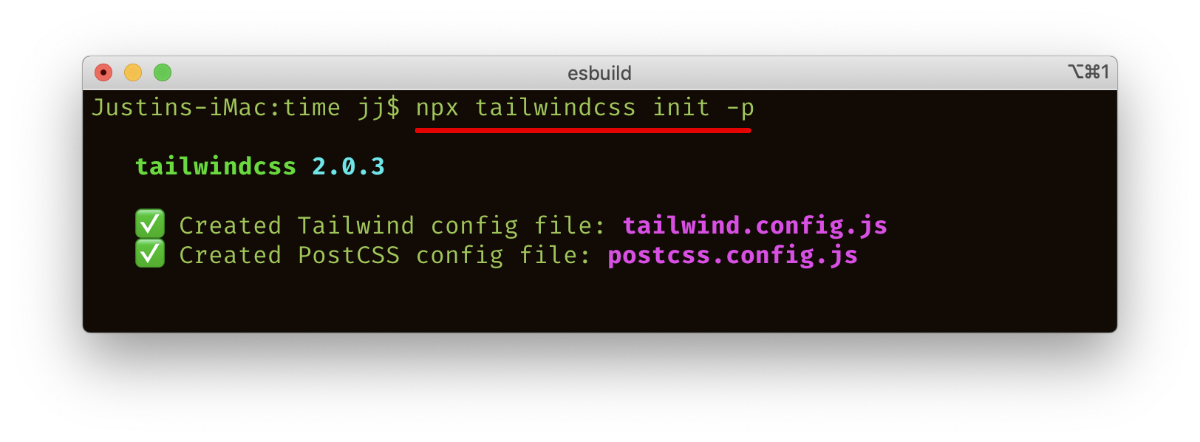 esbuild ⌥⌘1
Justins-iMac:time jj$ npx tailwindcss init -p
tailwindcss 2.0.3
✅ Created Tailwind config file: tailwind.config.js
✅ Created PostCSS config file: postcss.config.js